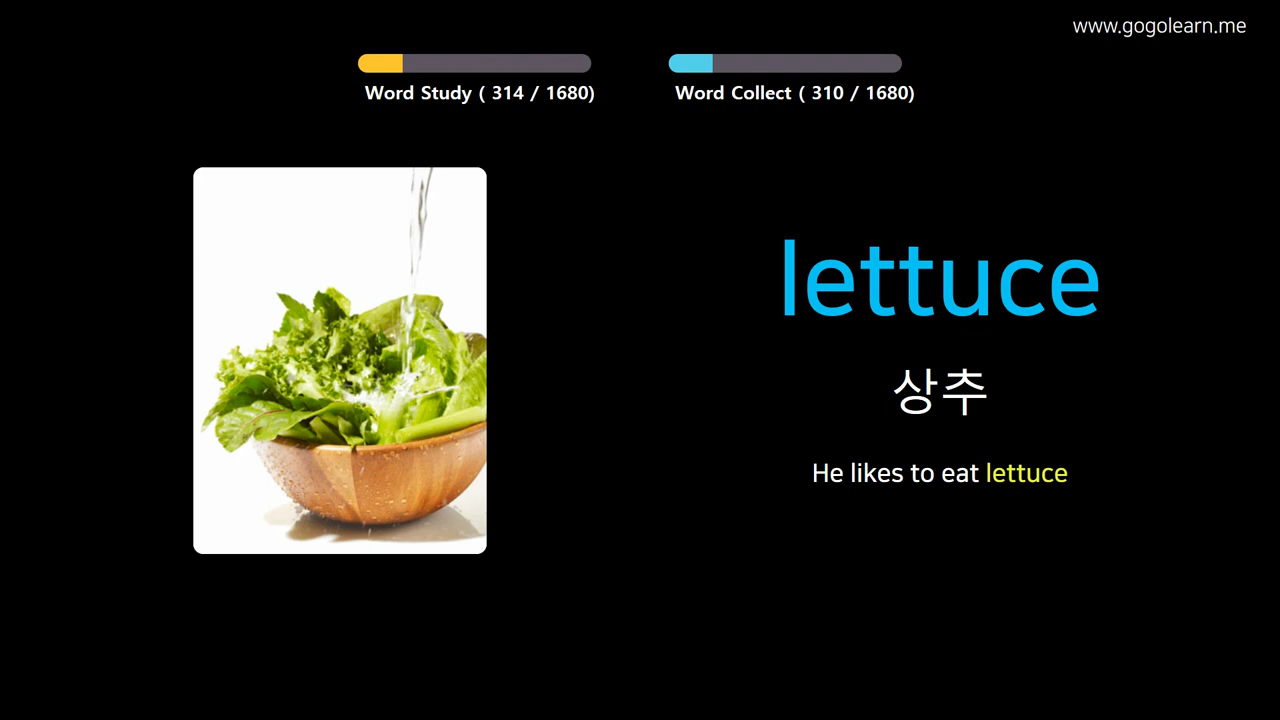 www.gogolearn.me
Word Study ( 314 / 1680)
Word Collect ( 310 / 1680)
lettuce
상추
He likes to eat lettuce